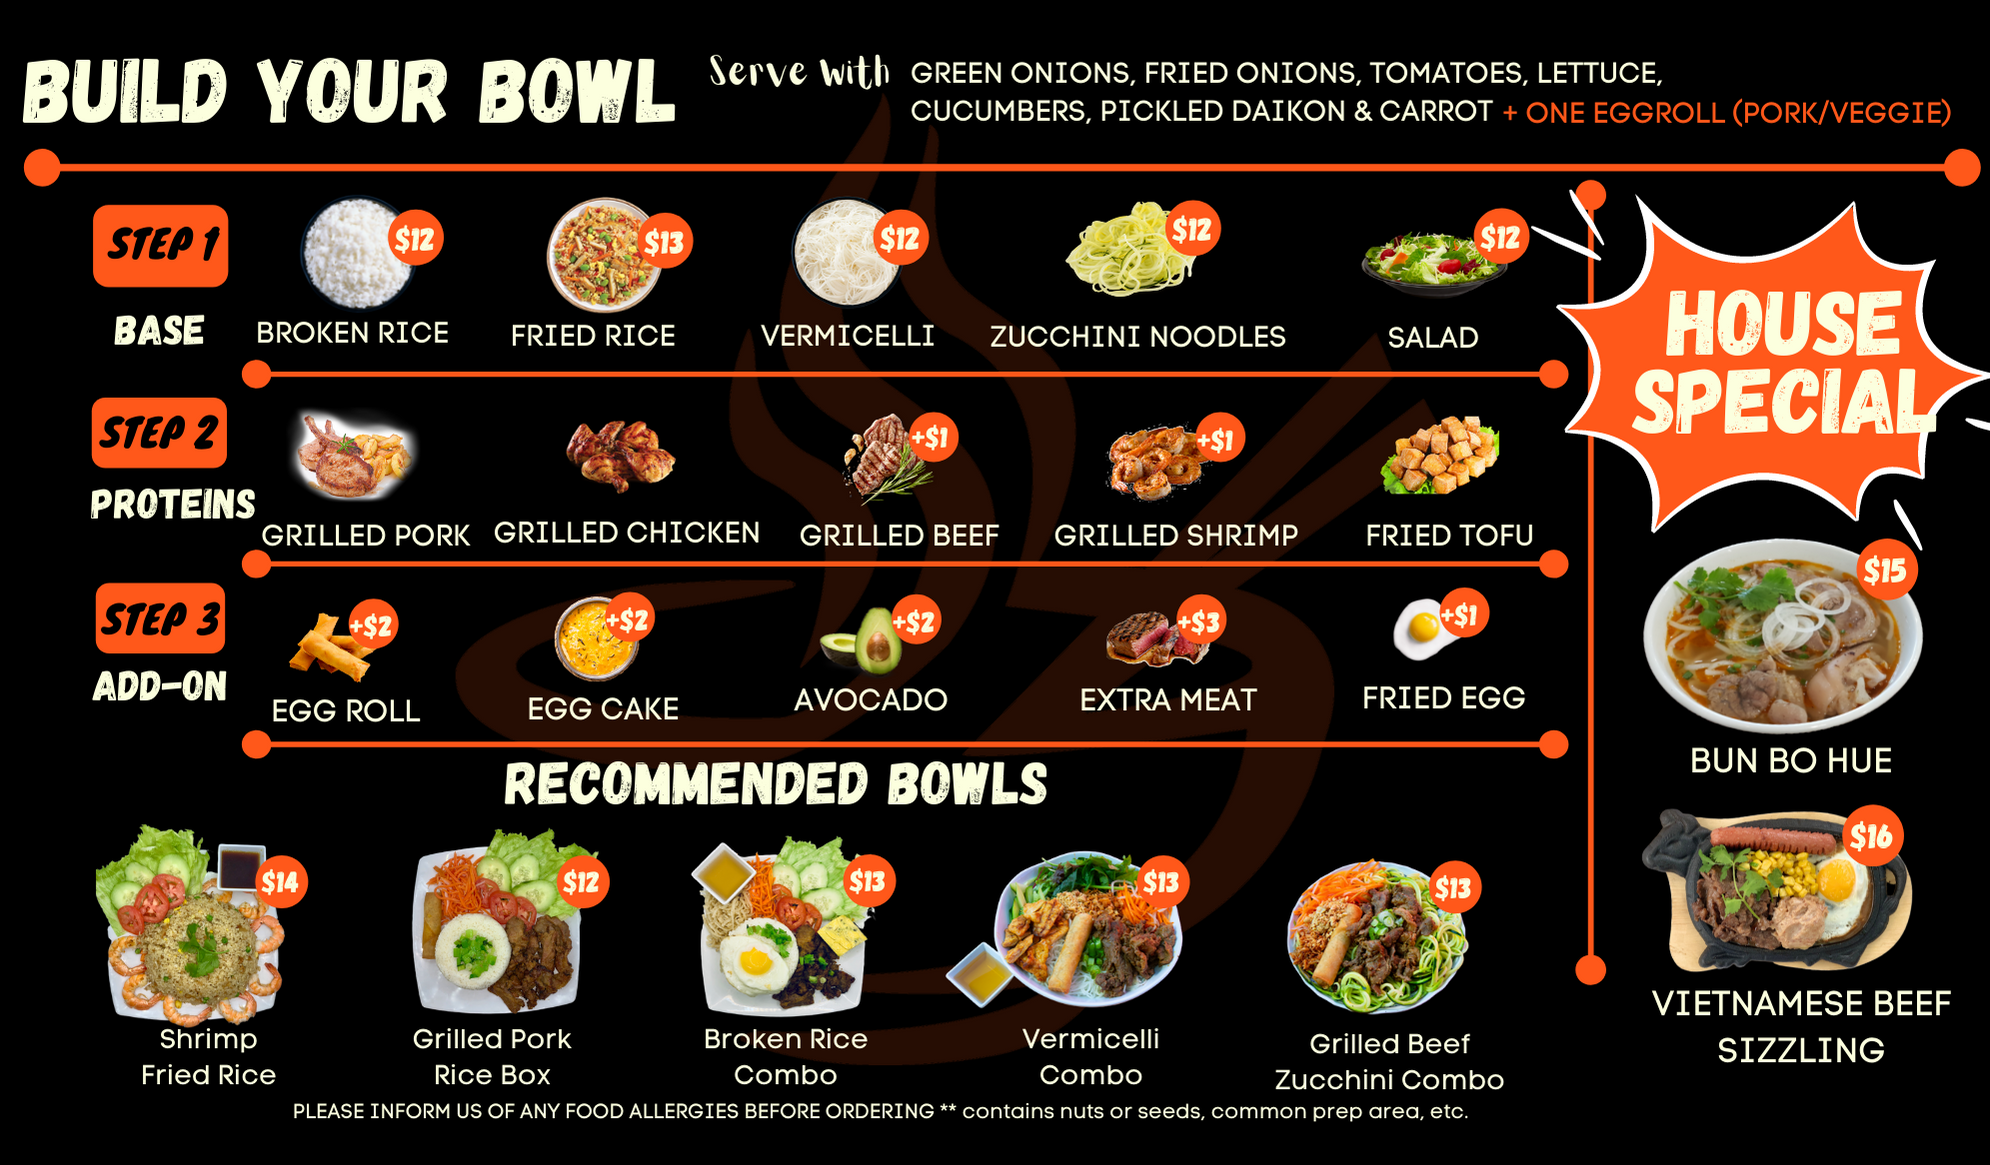 BUILD YOUR BOWL
Serve With
GREEN ONIONS, FRIED ONIONS, TOMATOES, LETTUCE,
CUCUMBERS, PICKLED DAIKON & CARROT + ONE EGGROLL (PORK/VEGGIE)
STEP 1
BASE
$12
BROKEN RICE
$13
FRIED RICE
$12
VERMICELLI
$12
ZUCCHINI NOODLES
$12
SALAD
STEP 2
PROTEINS
GRILLED PORK
GRILLED CHICKEN
+$1
GRILLED BEEF
+$1
GRILLED SHRIMP
FRIED TOFU
STEP 3
ADD-ON
+$2
EGG ROLL
+$2
EGG CAKE
+$2
AVOCADO
+$3
EXTRA MEAT
+$1
FRIED EGG
RECOMMENDED BOWLS
$14
Shrimp
Fried Rice
$12
Grilled Pork
Rice Box
$13
Broken Rice
Combo
$13
Vermicelli
Combo
$13
Grilled Beef
Zucchini Combo
HOUSE
SPECIAL
$15
BUN BO HUE
$16
VIETNAMESE BEEF
SIZZLING
PLEASE INFORM US OF ANY FOOD ALLERGIES BEFORE ORDERING ** contains nuts or seeds, common prep area, etc.